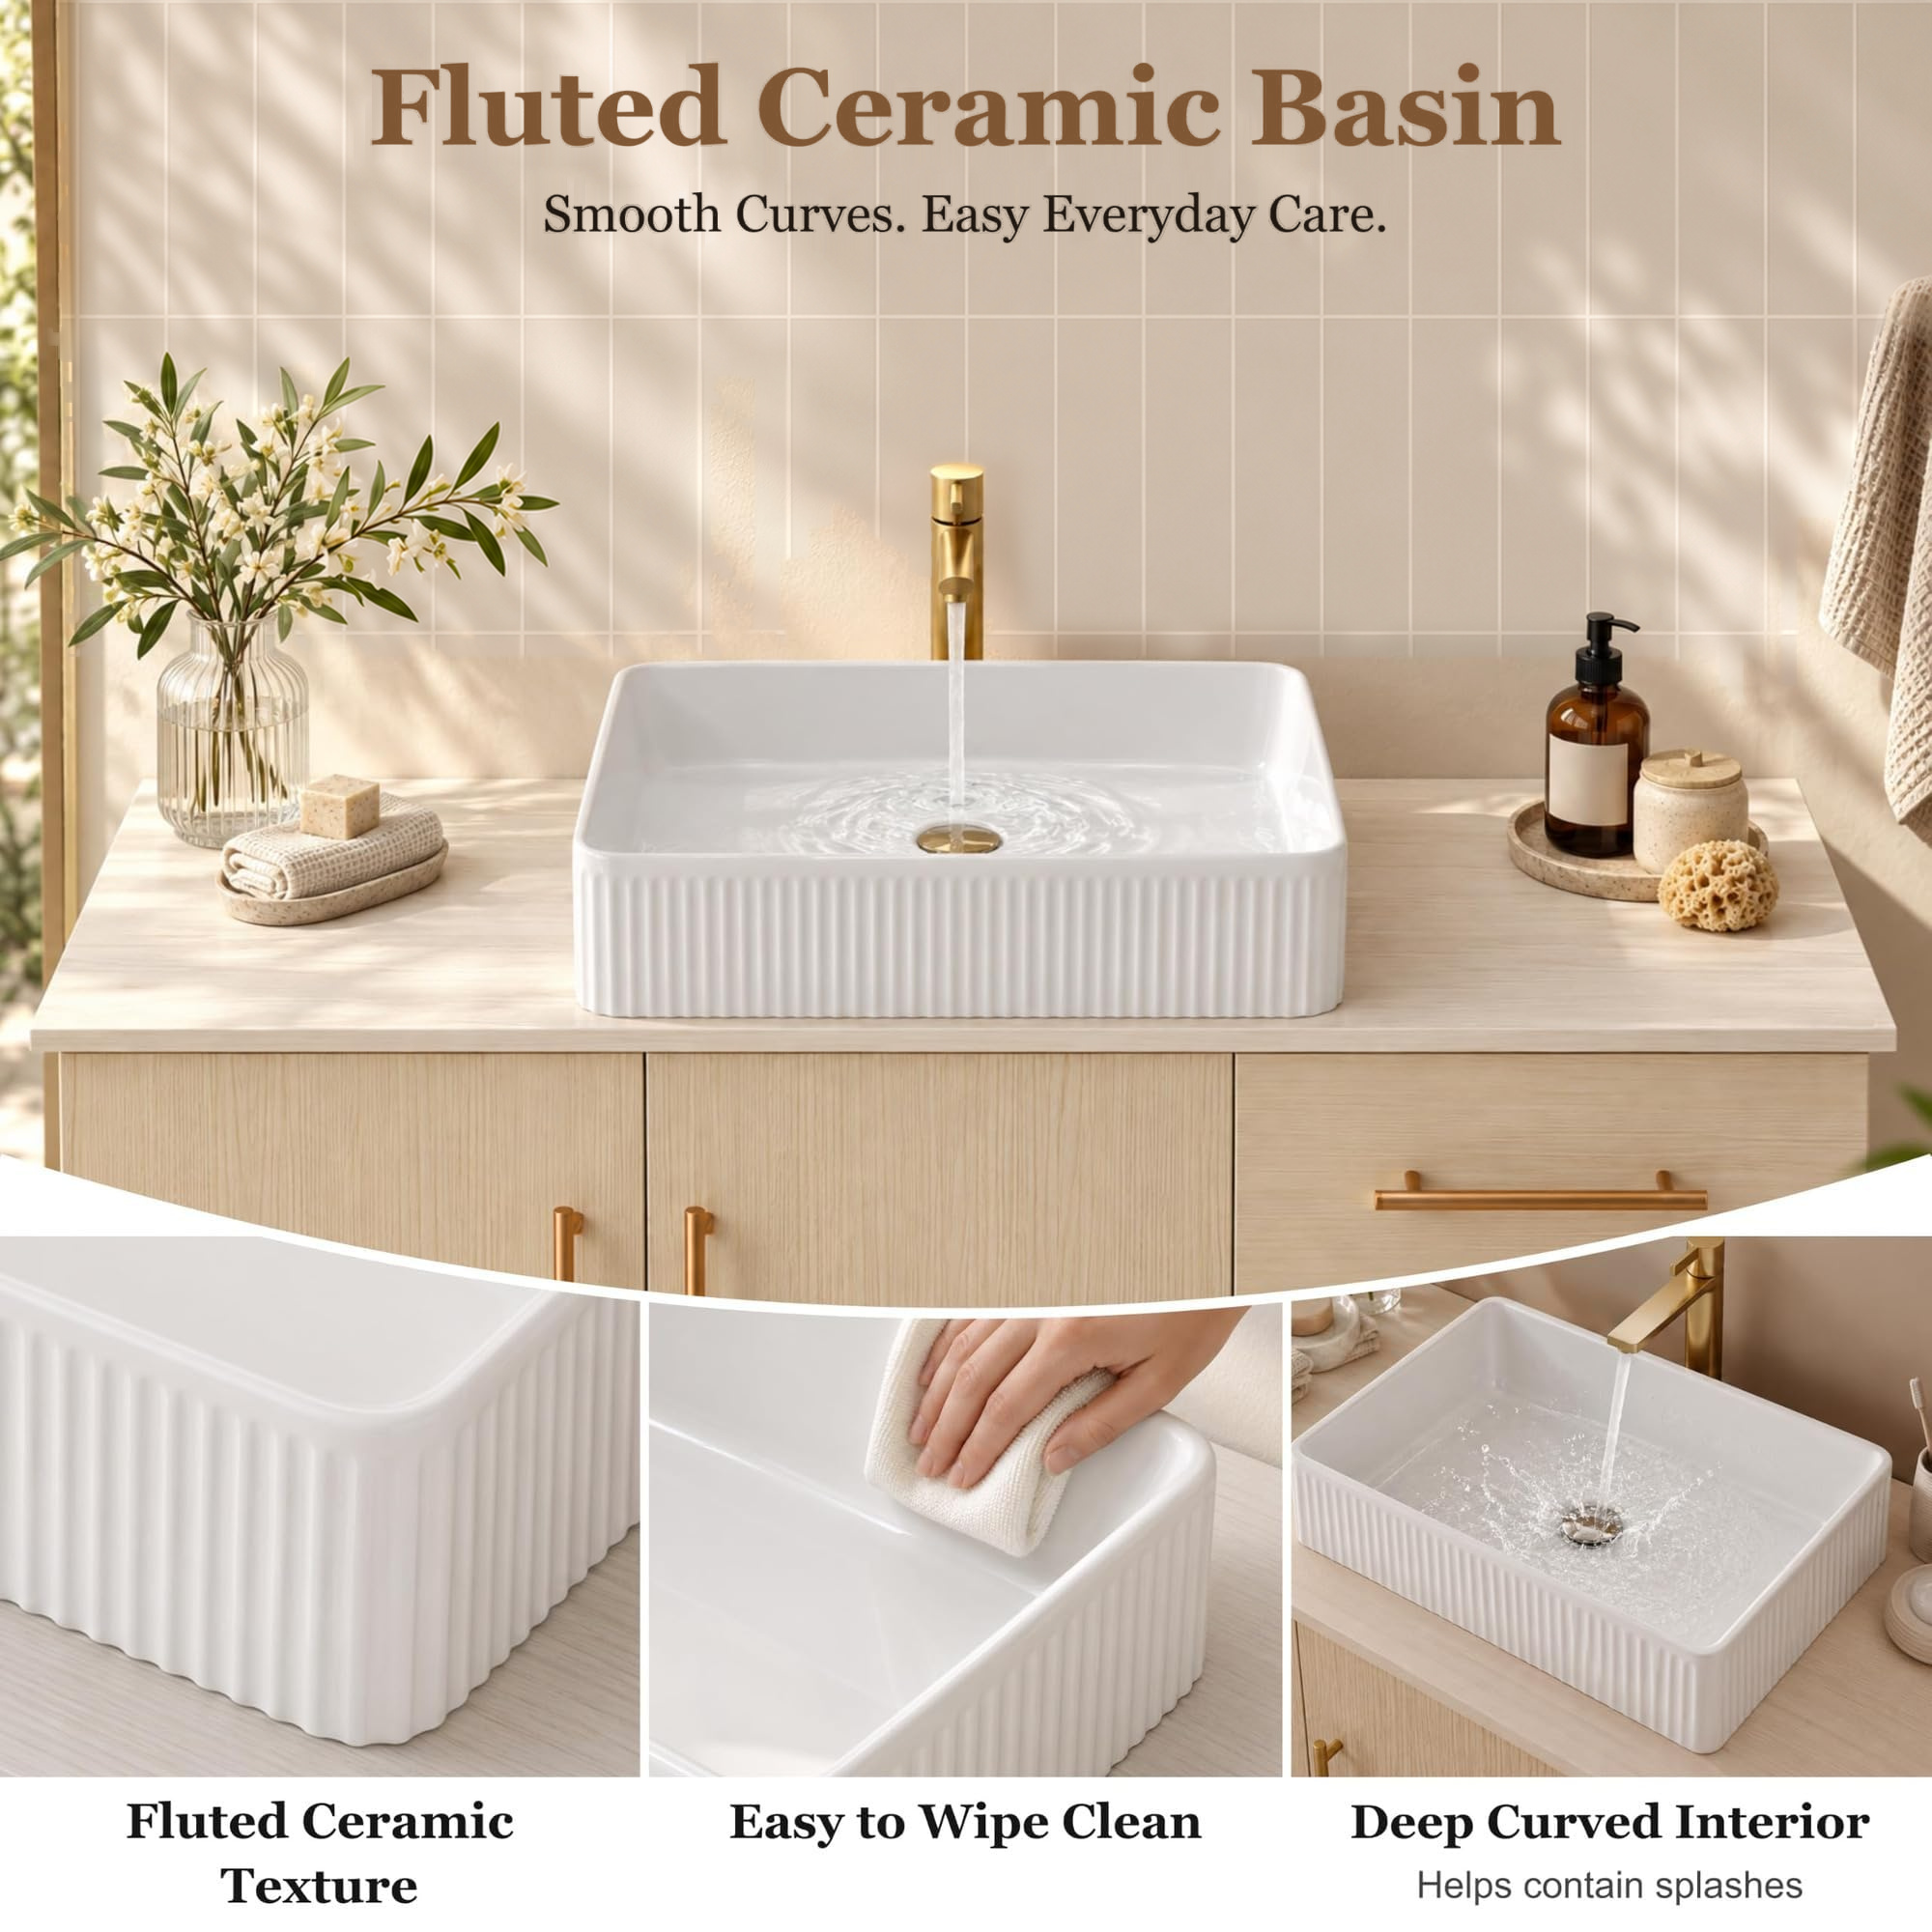 Fluted Ceramic Basin
Smooth Curves. Easy Everyday Care.
Fluted Ceramic
Texture
Easy to Wipe Clean
Deep Curved Interior
Helps contain splashes